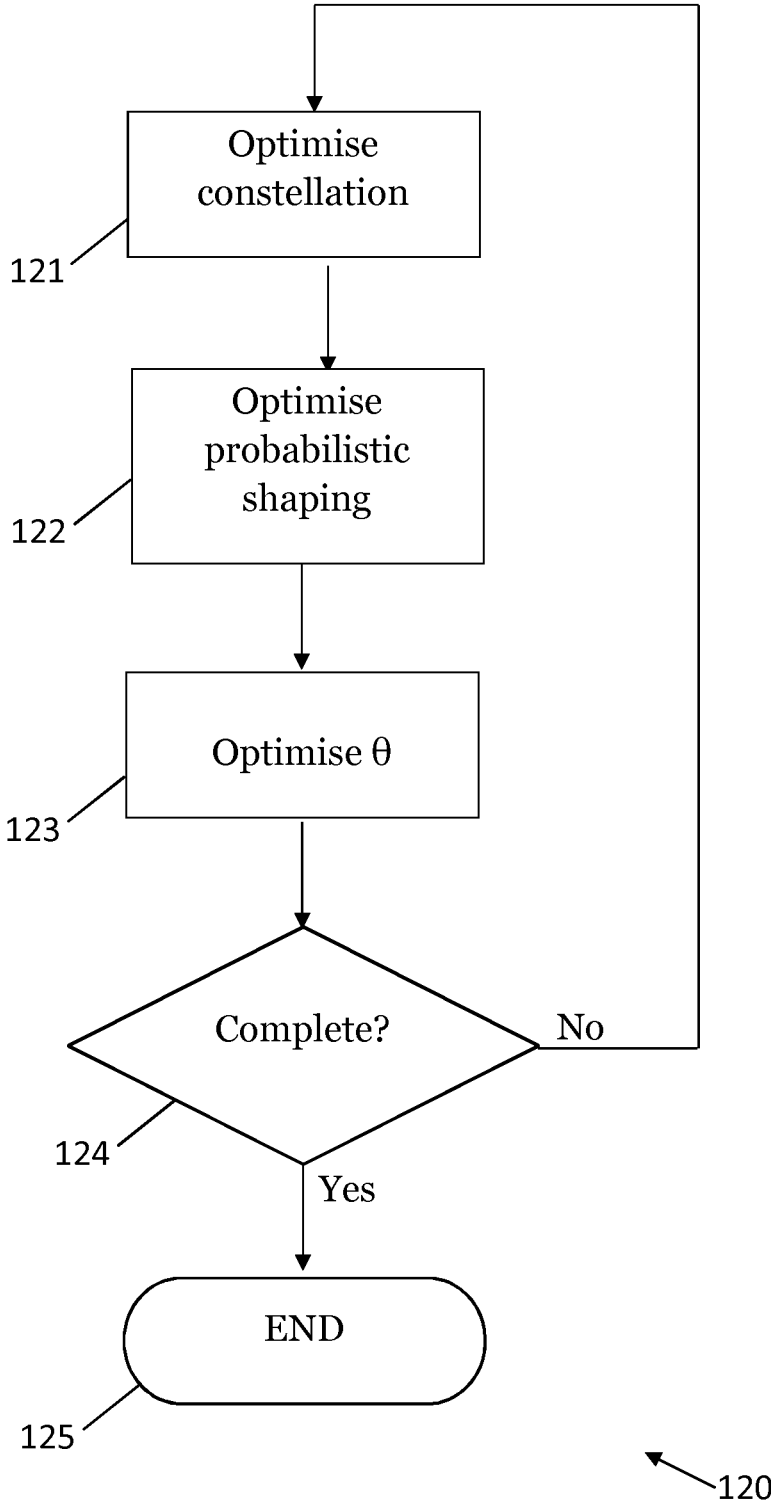 Optimise
constellation
121
Optimise
probabilistic
shaping
122
Optimise θ
123
Complete?
No
124
Yes
END
125
120